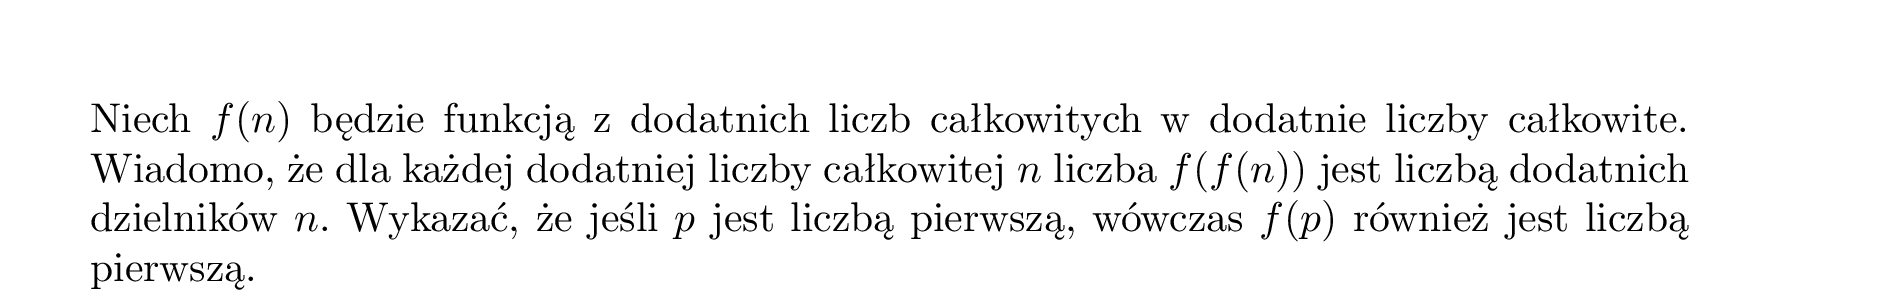 Niech f(n) będzie funkcją z dodatnich liczb całkowitych w dodatnie liczby całkowite.
Wiadomo, że dla każdej dodatniej liczby całkowitej n liczba f(f(n)) jest liczbą dodatnich
dzielników n. Wykazać, że jeśli p jest liczbą pierwszą, wówczas f(p) również jest liczbą
pierwszą.